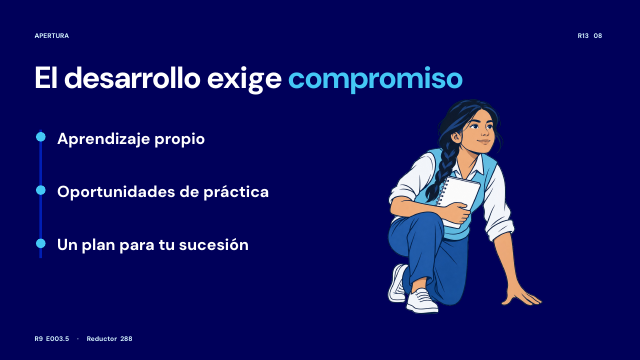 APERTURA
R13 08
El desarrollo exige compromiso
Aprendizaje propio
Oportunidades de práctica
Un plan para tu sucesión
R9 E003.5 · Reductor 288